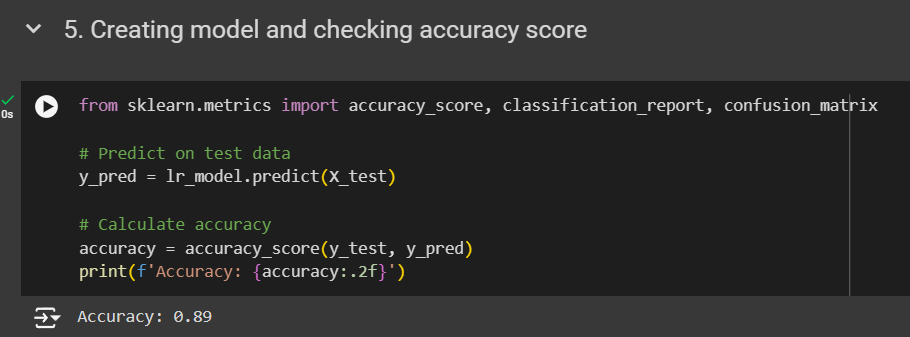 5. Creating model and checking accuracy score
0s
from sklearn.metrics import accuracy_score, classification_report, confusion_matrix
# Predict on test data
y_pred = lr_model.predict(X_test)
# Calculate accuracy
accuracy = accuracy_score(y_test, y_pred)
print(f'Accuracy: {accuracy:.2f}')
Accuracy: 0.89